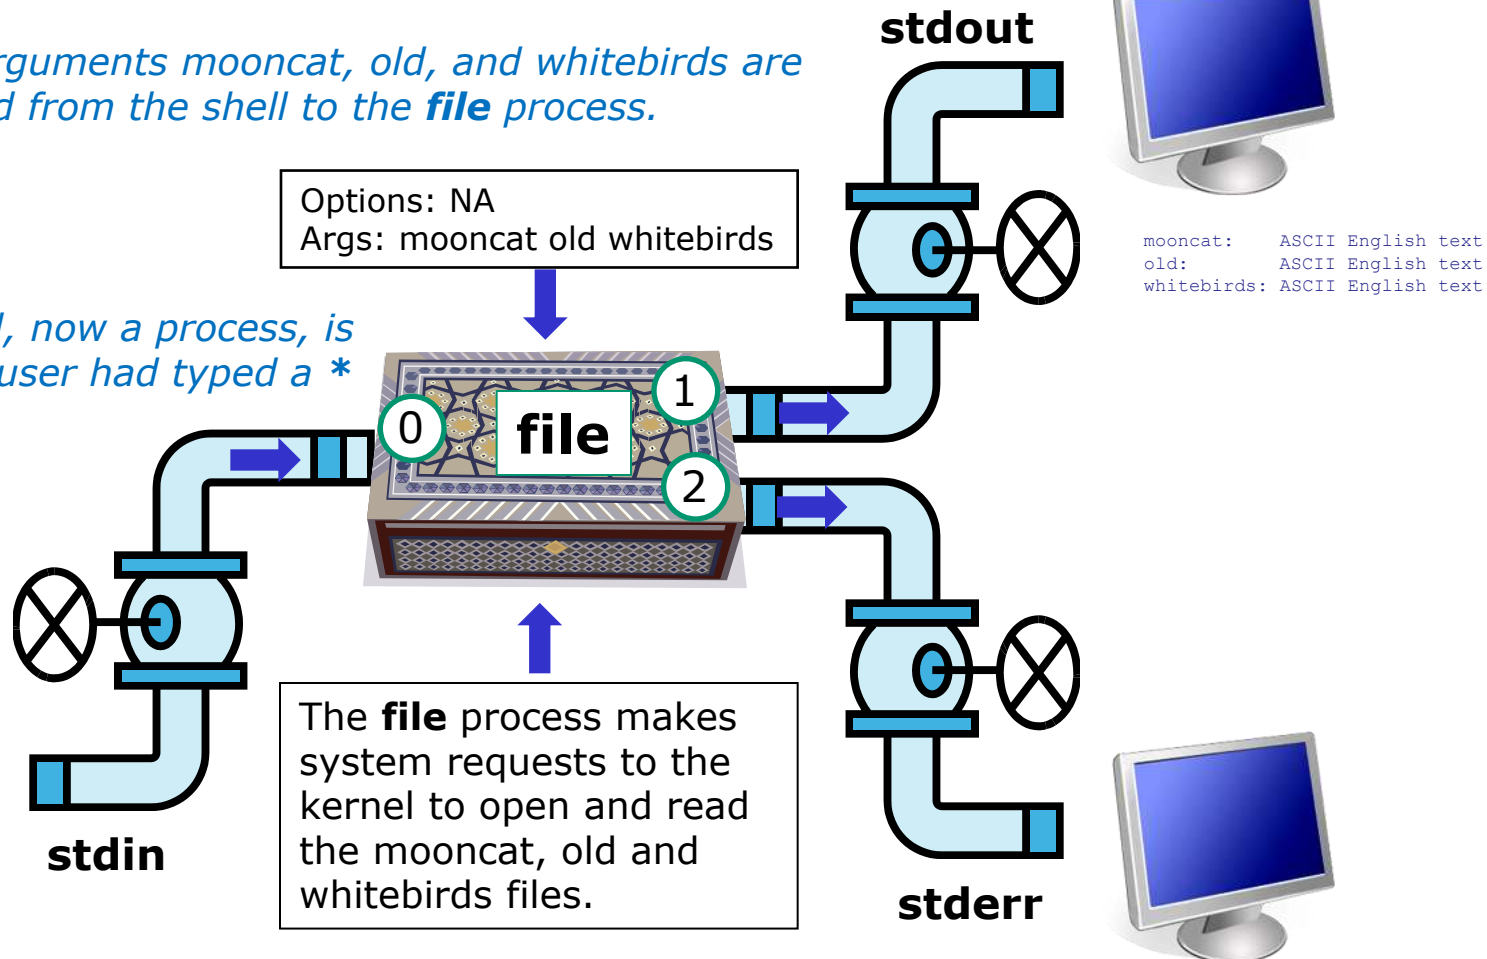 stdout
arguments mooncat, old, and whitebirds are
from the shell to the file process.
Options: NA
Args: mooncat old whitebirds
mooncat: ASCII English text
old: ASCII English text
whitebirds: ASCII English text
, now a process, is
user had typed a *
0
file
1
2
The file process makes
system requests to the
kernel to open and read
the mooncat, old and
whitebirds files.
stdin
stderr